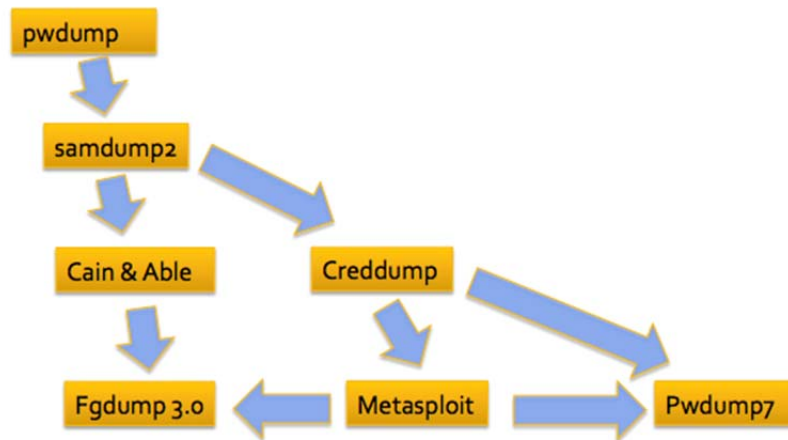 pwdump
samdump2
Cain & Able
Creddump
Fgdump 3.0
Metasploit
Pwdump7